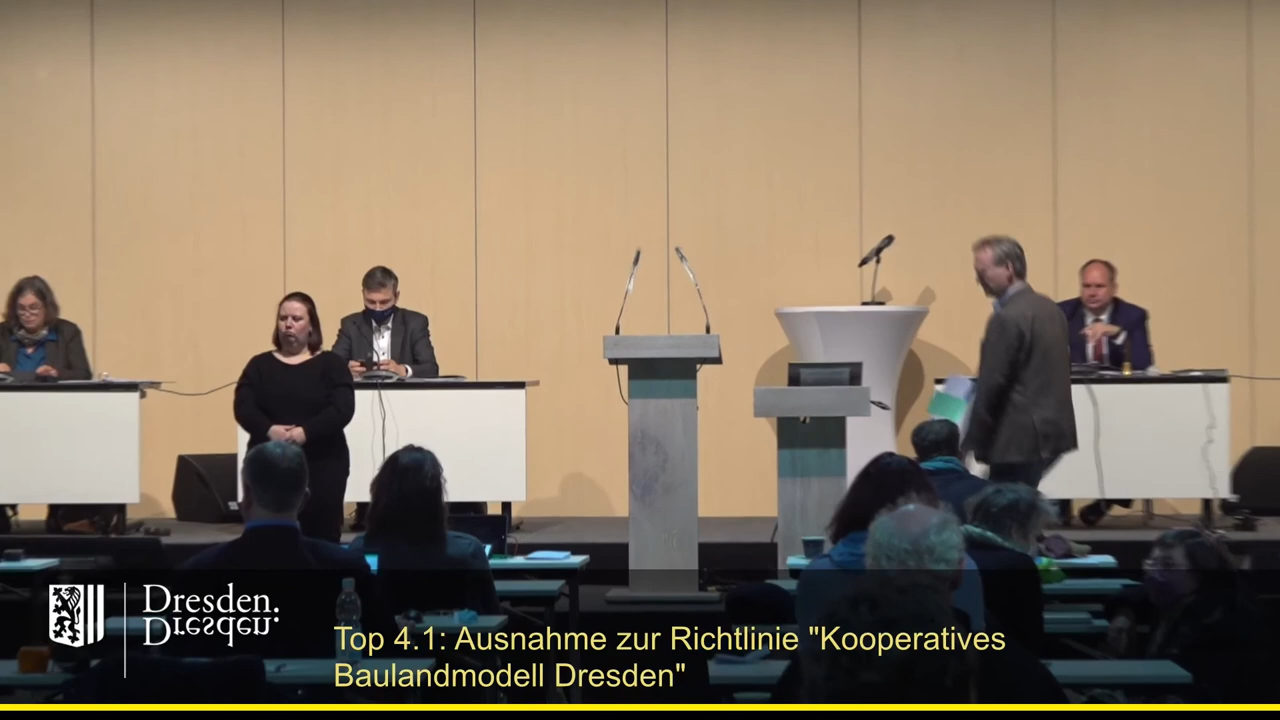 Dresden.
Dresden.
Top 4.1: Ausnahme zur Richtlinie "Kooperatives
Baulandmodell Dresden"